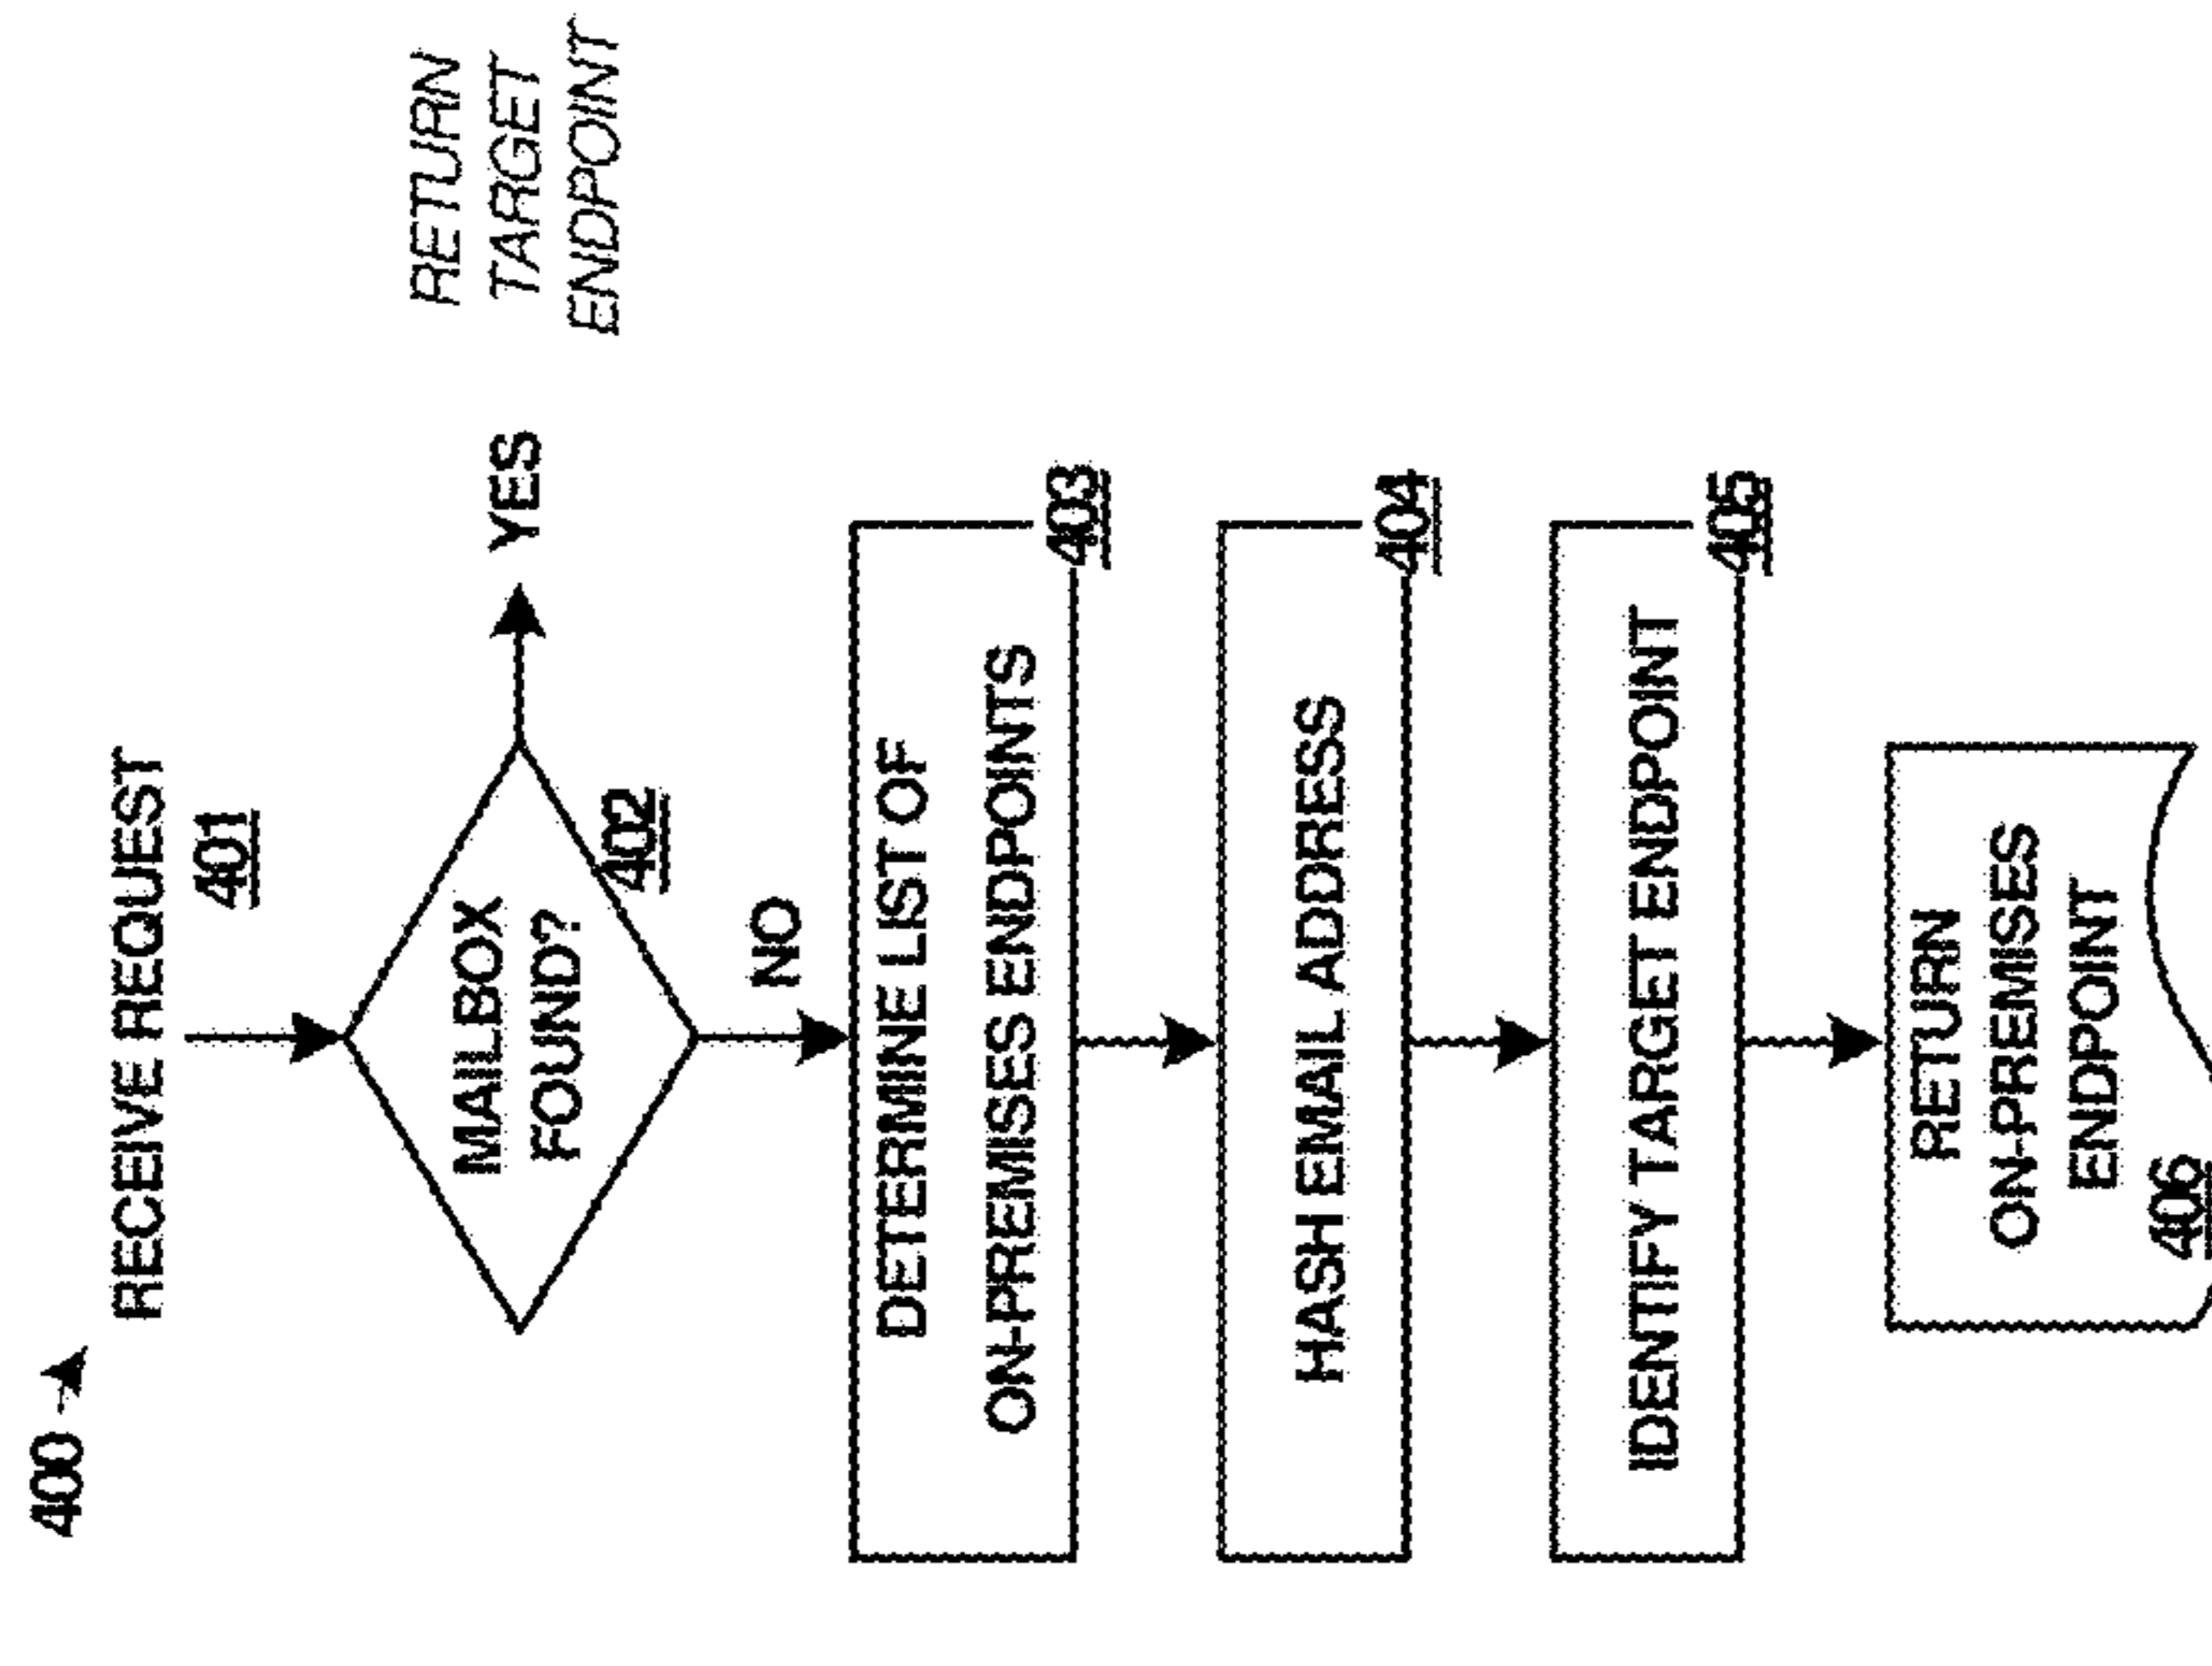 400
RECEIVE REQUEST
401
MAILBOX
FOUND?
402
YES
RETURN
TARGET
ENDPOINT
NO
DETERMINE LIST OF
ON-PREMISES ENDPOINTS
403
HASH EMAIL ADDRESS
404
IDENTIFY TARGET ENDPOINT
405
RETURN
ON-PREMISES
ENDPOINT
406